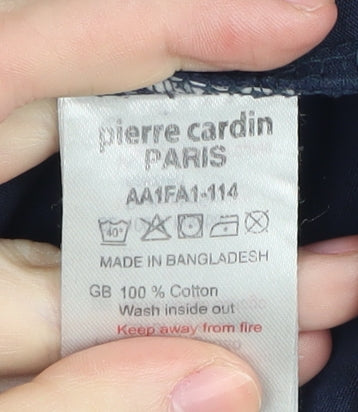 pierre cardin
PARIS
AA1FA1-114
40°
MADE IN BANGLADESH
GB 100 % Cotton
Wash inside out
Keep away from fire